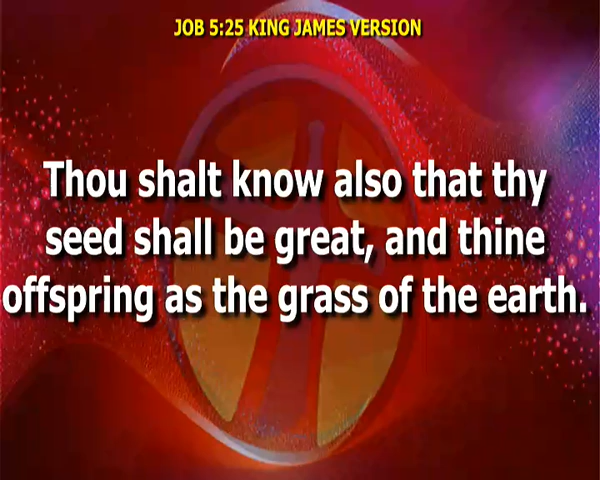 JOB 5:25 KING JAMES VERSION
Thou shalt know also that thy
seed shall be great, and thine
offspring as the grass of the earth.